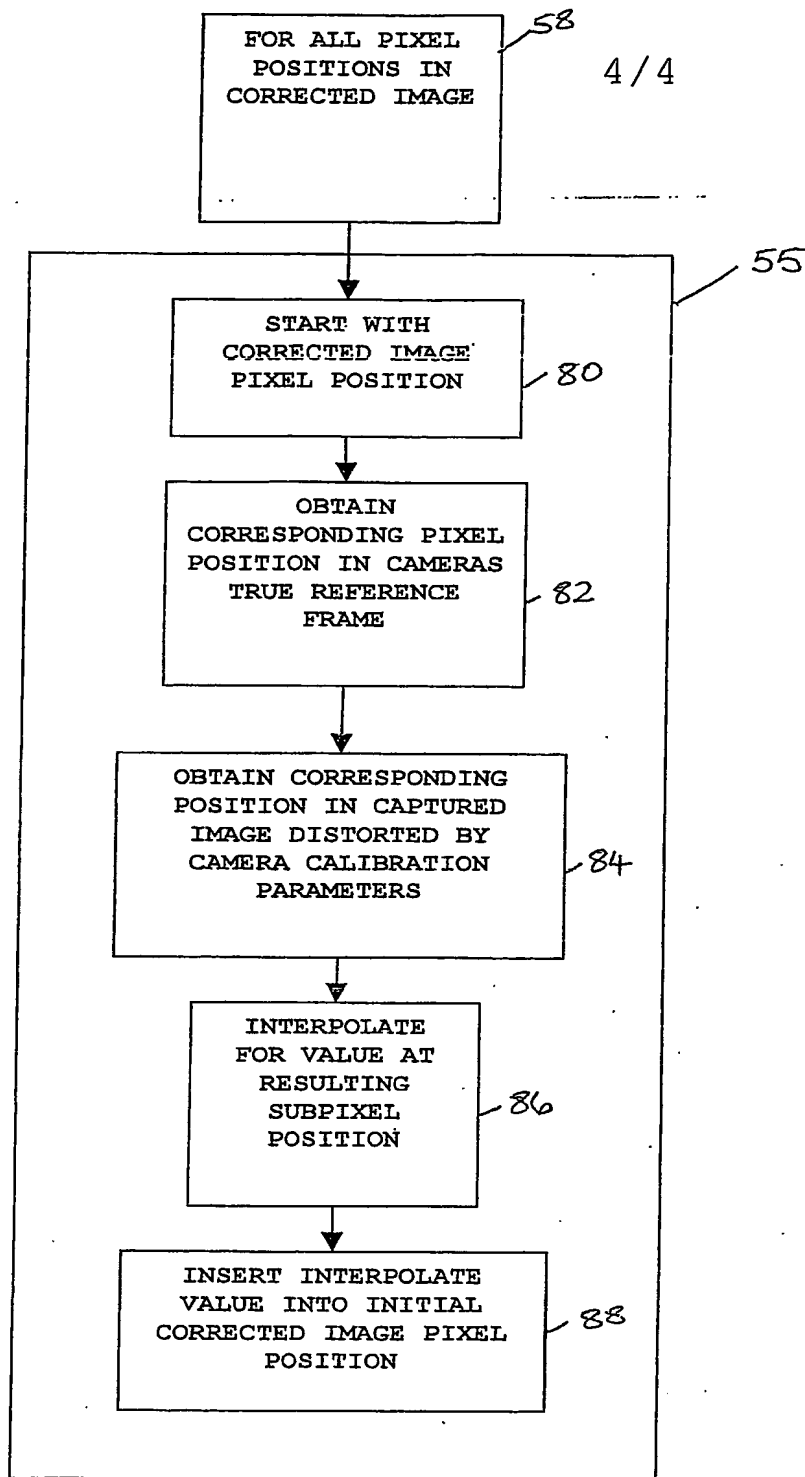 FOR ALL PIXEL
POSITIONS IN
CORRECTED IMAGE
58
4/4
55
START WITH
CORRECTED IMAGE
PIXEL POSITION
80
OBTAIN
CORRESPONDING PIXEL
POSITION IN CAMERAS
TRUE REFERENCE
FRAME
82
OBTAIN CORRESPONDING
POSITION IN CAPTURED
IMAGE DISTORTED BY
CAMERA CALIBRATION
PARAMETERS
84
INTERPOLATE
FOR VALUE AT
RESULTING
SUBPIXEL
POSITION
86
INSERT INTERPOLATE
VALUE INTO INITIAL
CORRECTED IMAGE PIXEL
POSITION
88